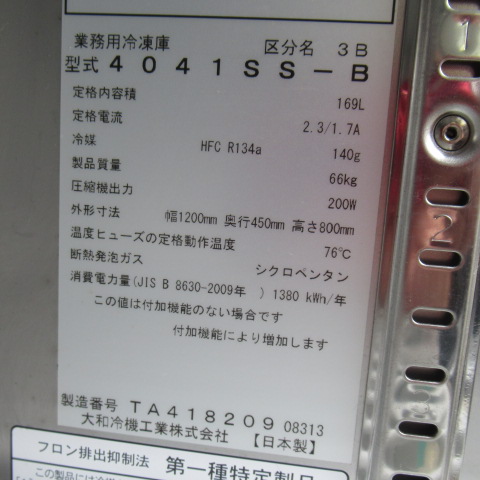 業務用冷凍庫 区分名 3B
型式 4041SS-B
定格内容積 169L
定格電流 2.3/1.7A
冷媒 HFC R134a 140g
製品質量 66kg
圧縮機出力 200W
外形寸法 幅1200mm 奥行450mm 高さ800mm
温度ヒューズの定格動作温度 76℃
断熱発泡ガス シクロペンタン
消費電力量(JIS B 8630-2009年 ) 1380 kWh/年
この値は付加機能のない場合です
付加機能により増加します
製造番号 TA418209 08313
大和冷機工業株式会社 【日本製】
フロン排出抑制法 第一種特定製品
この製品には冷
1
2
3